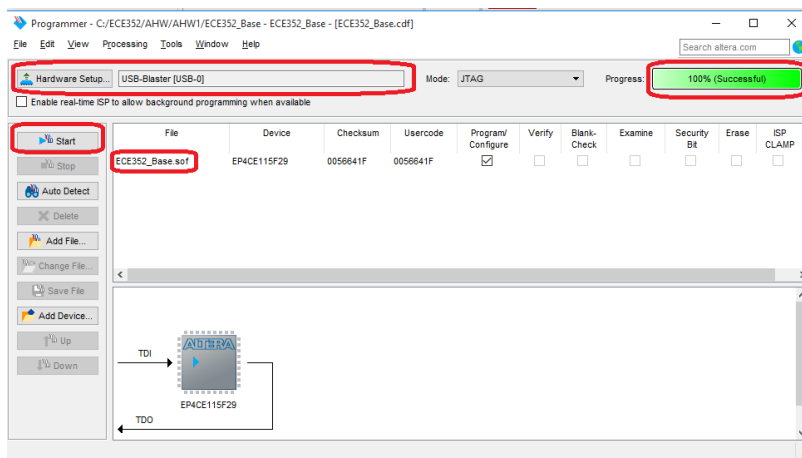 Programmer - C:/ECE352/AHW/AHW1/ECE352_Base - ECE352_Base - [ECE352_Base.cdf]
File Edit View Processing Tools Window Help
Search altera.com
Hardware Setup... USB-Blaster [USB-0] Mode: JTAG Progress: 100% (Successful)
Enable real-time ISP to allow background programming when available
Start
Stop
Auto Detect
Delete
Add File...
Change File...
Save File
Add Device...
Up
Down
File Device Checksum Usercode Program/ Configure Verify Blank- Check Examine Security Bit Erase ISP CLAMP
ECE352_Base.sof EP4CE115F29 0056641F 0056641F
TDI
ALTERA
EP4CE115F29
TDO